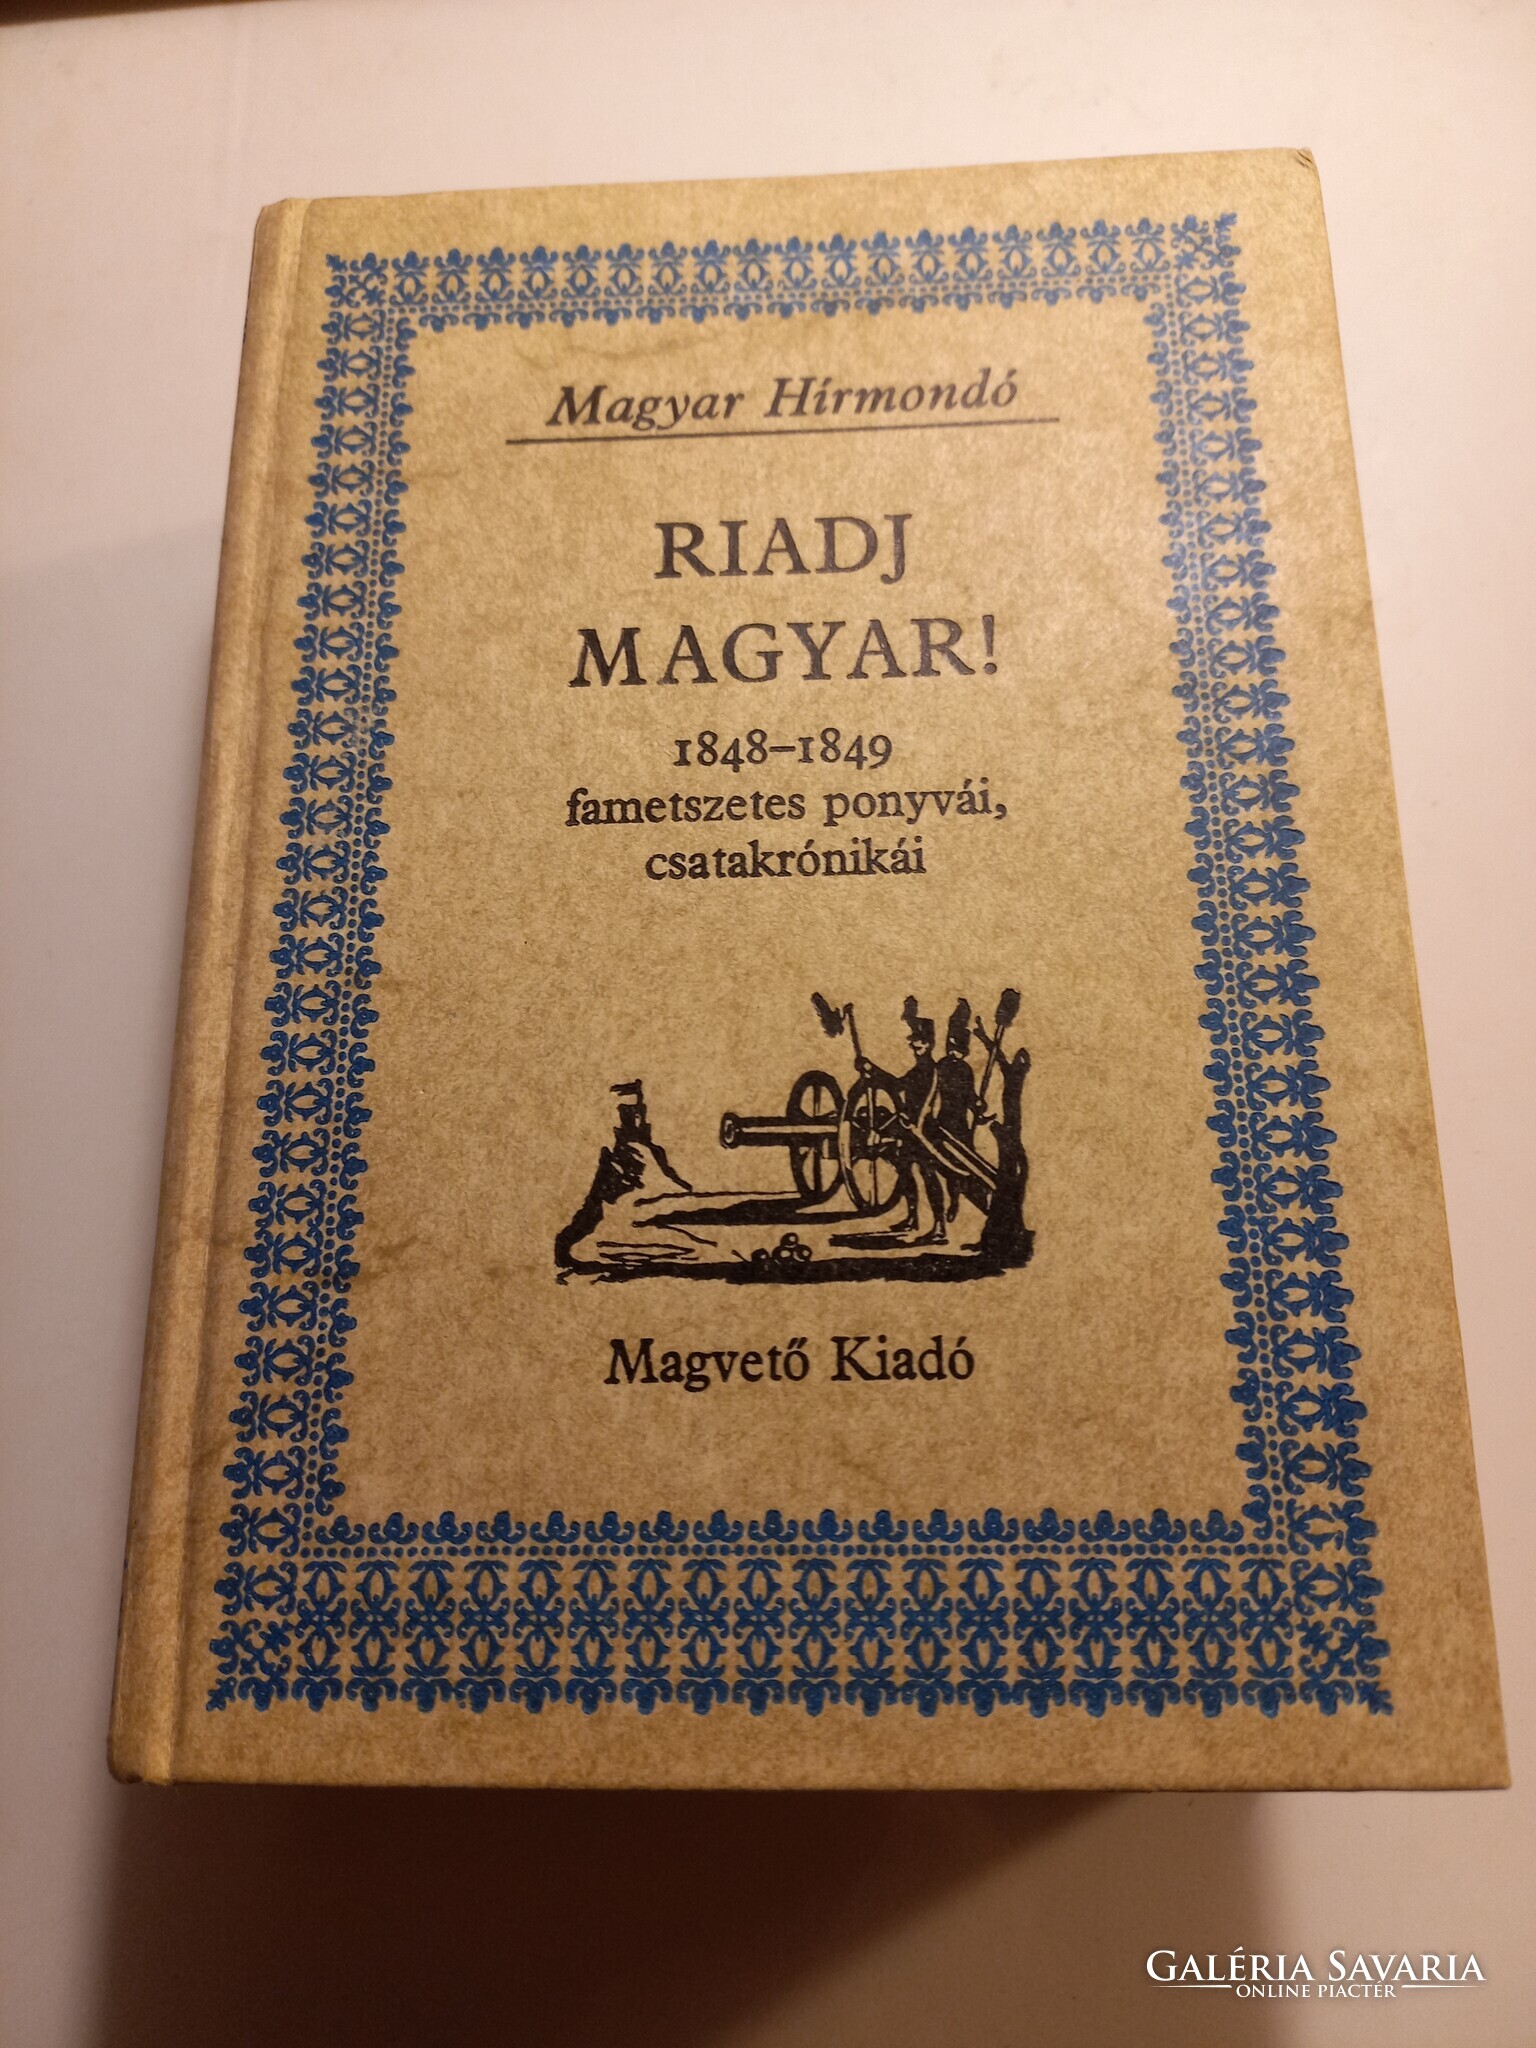 Magyar Hírmondó
RIADJ
MAGYAR!
1848–1849
fametszetes ponyvái,
csatakrónikái
Magvető Kiadó
GALÉRIA SAVARIA
ONLINE PIACTÉR